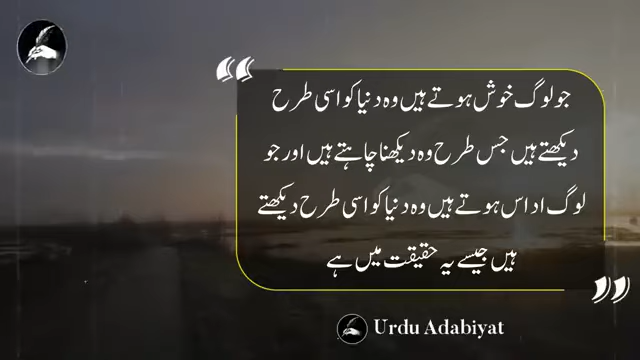 جو لوگ خوش ہوتے ہیں وہ دنیا کو اسی طرح
دیکھتے ہیں جس طرح وہ دیکھنا چاہتے ہیں اور جو
لوگ اداس ہوتے ہیں وہ دنیا کو اسی طرح دیکھتے
ہیں جیسے یہ حقیقت میں ہے
Urdu Adabiyat